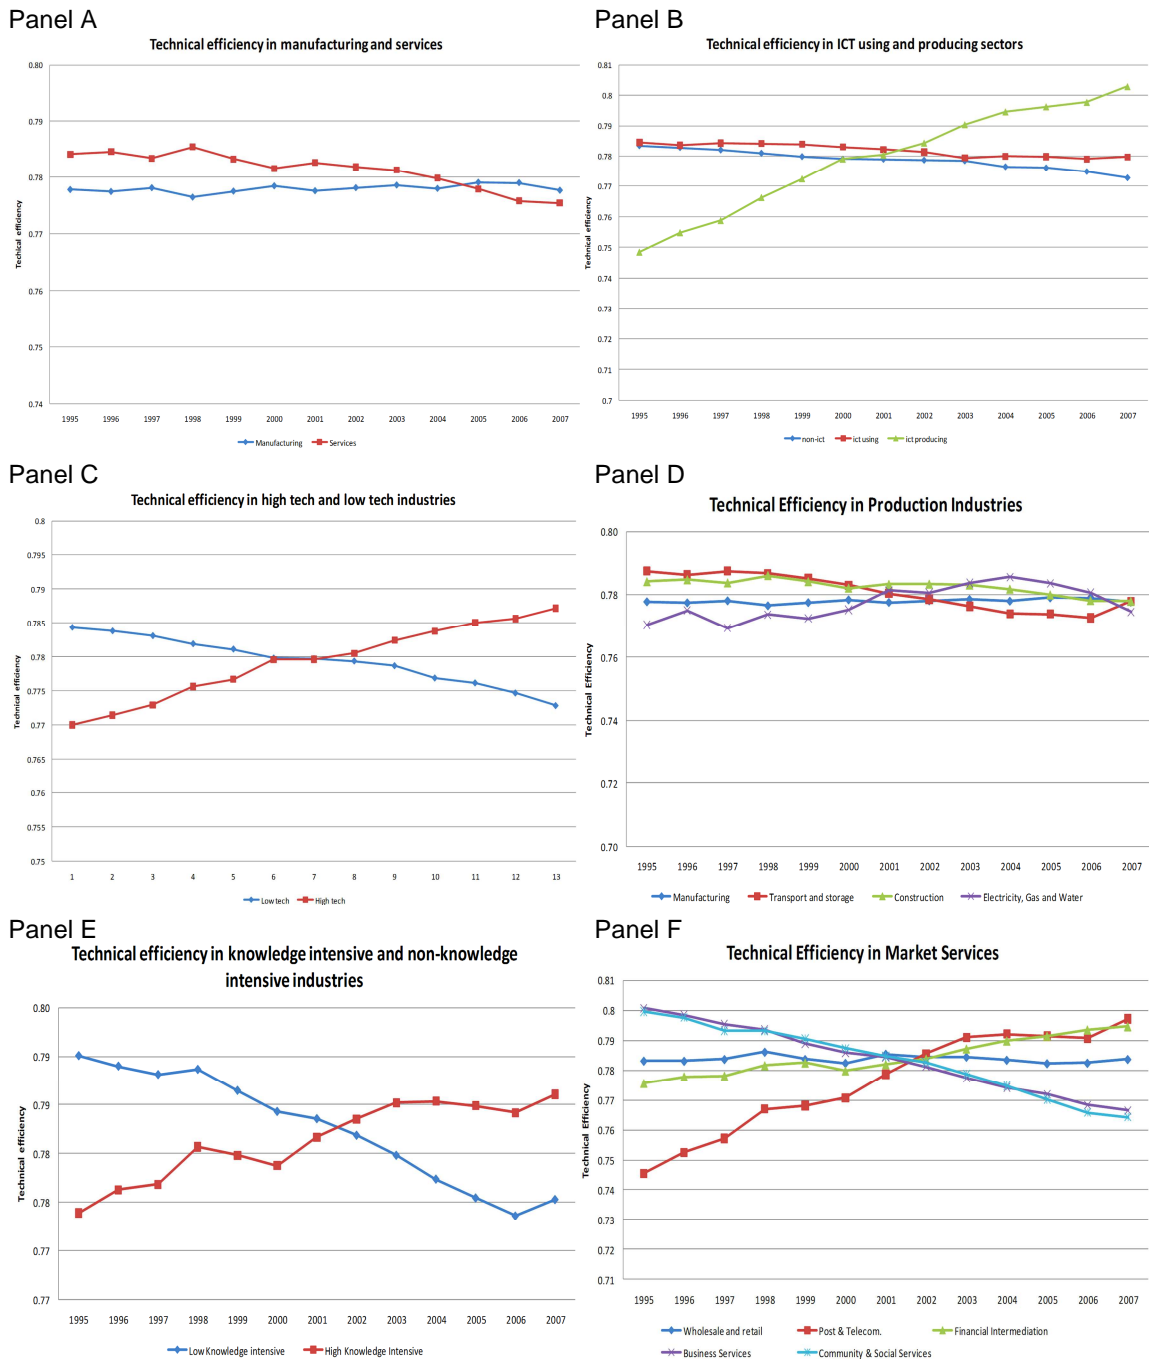 Panel A
Technical efficiency in manufacturing and services
0.80
0.79
0.78
0.77
0.76
0.75
0.74
Techical efficiency
1995 1996 1997 1998 1999 2000 2001 2002 2003 2004 2005 2006 2007
Manufacturing Services
Panel B
Technical efficiency in ICT using and producing sectors
0.81
0.8
0.79
0.78
0.77
0.76
0.75
0.74
0.73
0.72
0.71
0.7
Techical efficiency
1995 1996 1997 1998 1999 2000 2001 2002 2003 2004 2005 2006 2007
non-ict ict using ict producing
Panel C
Technical efficiency in high tech and low tech industries
0.8
0.795
0.79
0.785
0.78
0.775
0.77
0.765
0.76
0.755
0.75
Technical efficiency
1 2 3 4 5 6 7 8 9 10 11 12 13
Low tech High tech
Panel D
Technical Efficiency in Production Industries
0.80
0.78
0.76
0.74
0.72
0.70
Technical Efficiency
1995 1996 1997 1998 1999 2000 2001 2002 2003 2004 2005 2006 2007
Manufacturing Transport and storage Construction Electricity, Gas and Water
Panel E
Technical efficiency in knowledge intensive and non-knowledge
intensive industries
0.80
0.79
0.79
0.78
0.78
0.77
0.77
Technical efficiency
1995 1996 1997 1998 1999 2000 2001 2002 2003 2004 2005 2006 2007
Low Knowledge intensive High Knowledge Intensive
Panel F
Technical Efficiency in Market Services
0.81
0.8
0.79
0.78
0.77
0.76
0.75
0.74
0.73
0.72
0.71
Technical Efficiency
1995 1996 1997 1998 1999 2000 2001 2002 2003 2004 2005 2006 2007
Wholesale and retail Post & Telecom. Financial Intermediation
Business Services Community & Social Services